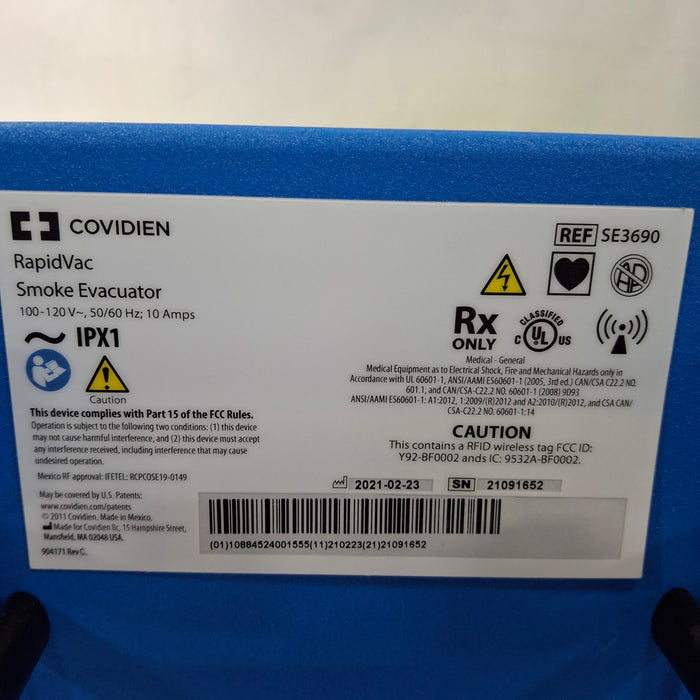 COVIDIEN
RapidVac
Smoke Evacuator
100-120 V~, 50/60 Hz; 10 Amps
IPX1
Caution
This device complies with Part 15 of the FCC Rules.
Operation is subject to the following two conditions: (1) this device
may not cause harmful interference, and (2) this device must accept
any interference received, including interference that may cause
undesired operation.
Mexico RF approval: IFETEL: RCPCOSE19-0149
May be covered by U.S. Patents:
www.covidien.com/patents
© 2011 Covidien. Made in Mexico.
Made for Covidien llc, 15 Hampshire Street,
Mansfield, MA 02048 USA.
904171 Rev C.
REF SE3690
AD
HP
Rx
ONLY
CLASSIFIED
C UL US
Medical - General
Medical Equipment as to Electrical Shock, Fire and Mechanical Hazards only in
Accordance with UL 60601-1, ANSI/AAMI ES60601-1 (2005, 3rd ed.) CAN/CSA C22.2 NO.
601.1, and CAN/CSA-C22.2 NO. 60601-1 (2008) 9D93
ANSI/AAMI ES60601-1: A1:2012, 1:2009/(R)2012 and A2:2010/(R)2012, and CSA CAN/
CSA-C22.2 NO. 60601-1:14
CAUTION
This contains a RFID wireless tag FCC ID:
Y92-BF0002 ands IC: 9532A-BF0002.
2021-02-23 SN 21091652
(01)10884524001555(11)210223(21)21091652